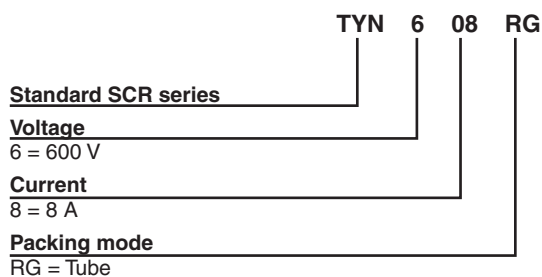 TYN 6 08 RG
Standard SCR series
Voltage
6 = 600 V
Current
8 = 8 A
Packing mode
RG = Tube